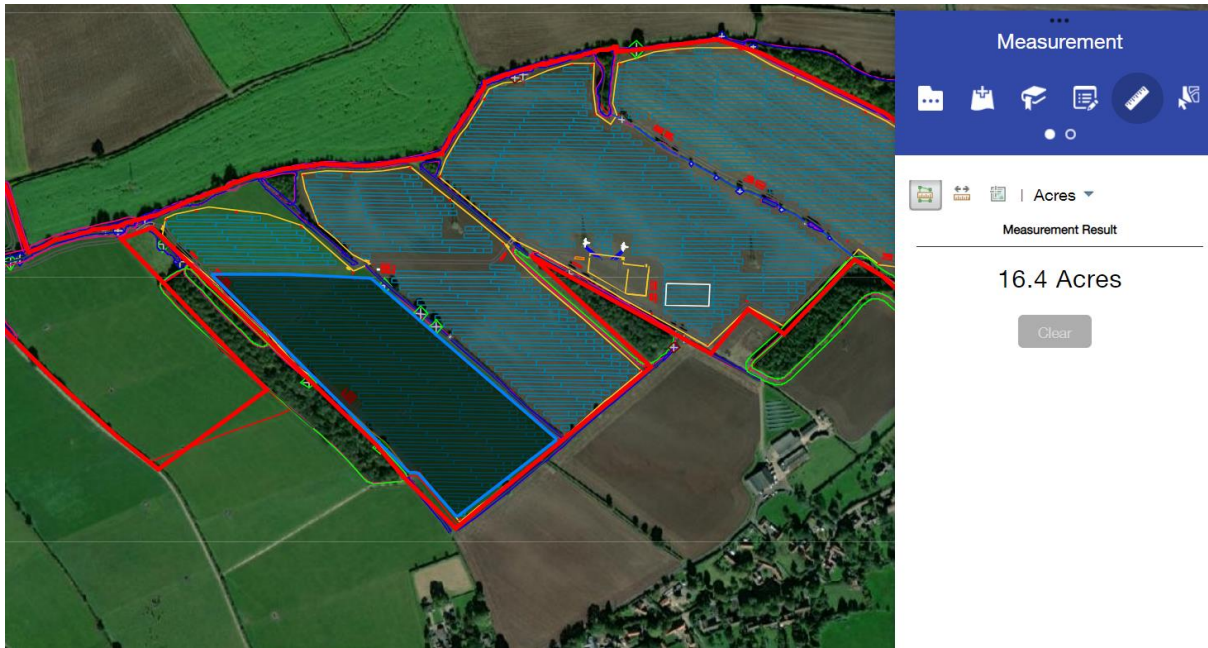 Measurement
Acres
Measurement Result
16.4 Acres
Clear